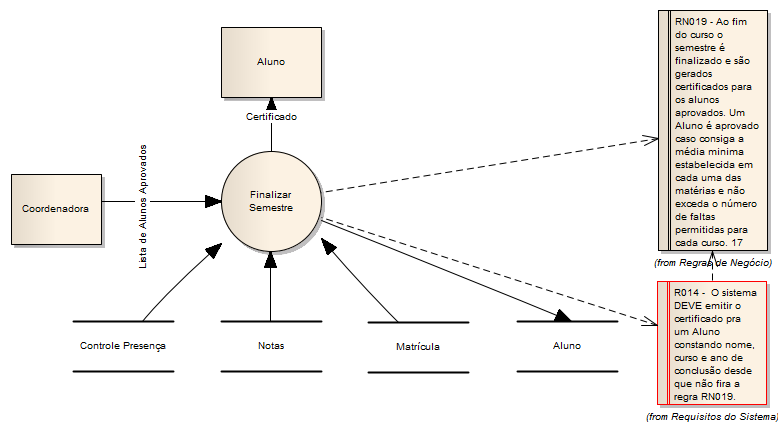 Aluno
Certificado
Lista de Alunos Aprovados
Coordenadora
Finalizar
Semestre
Controle Presença
Notas
Matrícula
Aluno
RN019 - Ao fim
do curso o
semestre é
finalizado e são
gerados
certificados para
os alunos
aprovados. Um
Aluno é aprovado
caso consiga a
média minima
estabelecida em
cada uma das
matérias e não
exceda o número
de faltas
permitidas para
cada curso. 17
(from Regras de Negócio)
R014 - O sistema
DEVE emitir o
certificado pra
um Aluno
constando nome,
curso e ano de
conclusão desde
que não fira a
regra RN019.
(from Requisitos do Sistema)